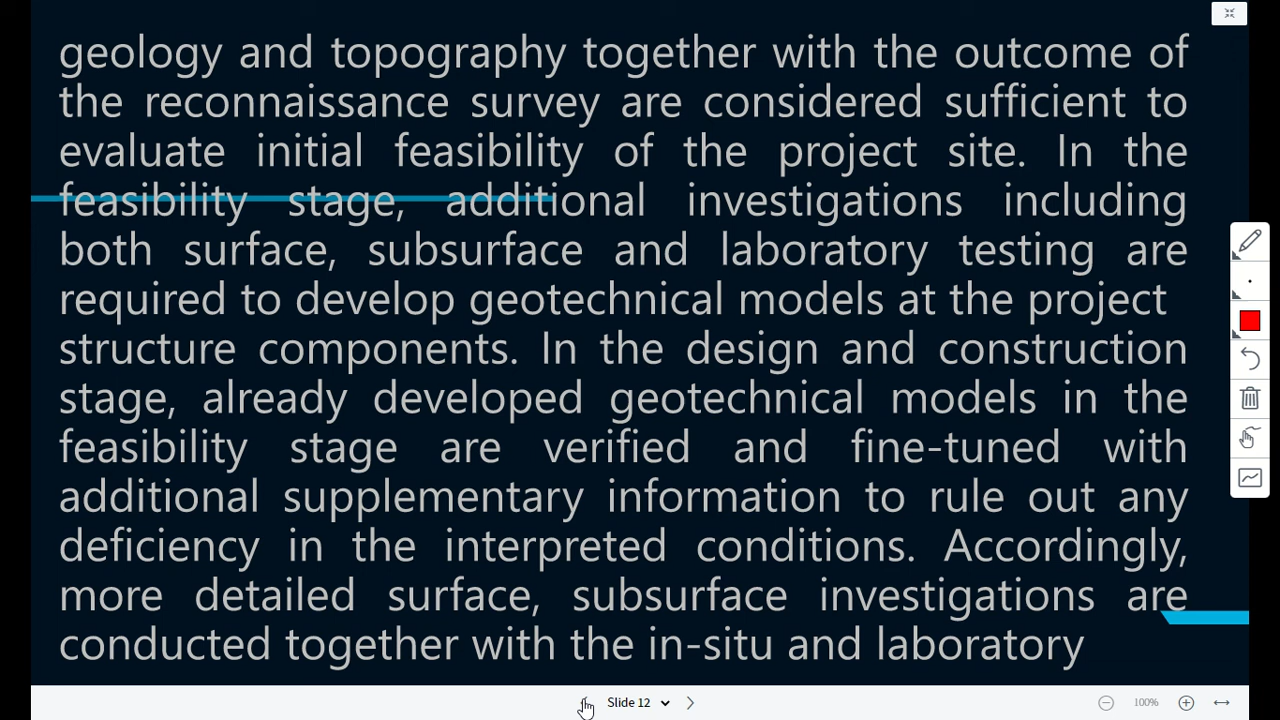 geology and topography together with the outcome of
the reconnaissance survey are considered sufficient to
evaluate initial feasibility of the project site. In the
feasibility stage, additional investigations including
both surface, subsurface and laboratory testing are
required to develop geotechnical models at the project
structure components. In the design and construction
stage, already developed geotechnical models in the
feasibility stage are verified and fine-tuned with
additional supplementary information to rule out any
deficiency in the interpreted conditions. Accordingly,
more detailed surface, subsurface investigations are
conducted together with the in-situ and laboratory
Slide 12
100%